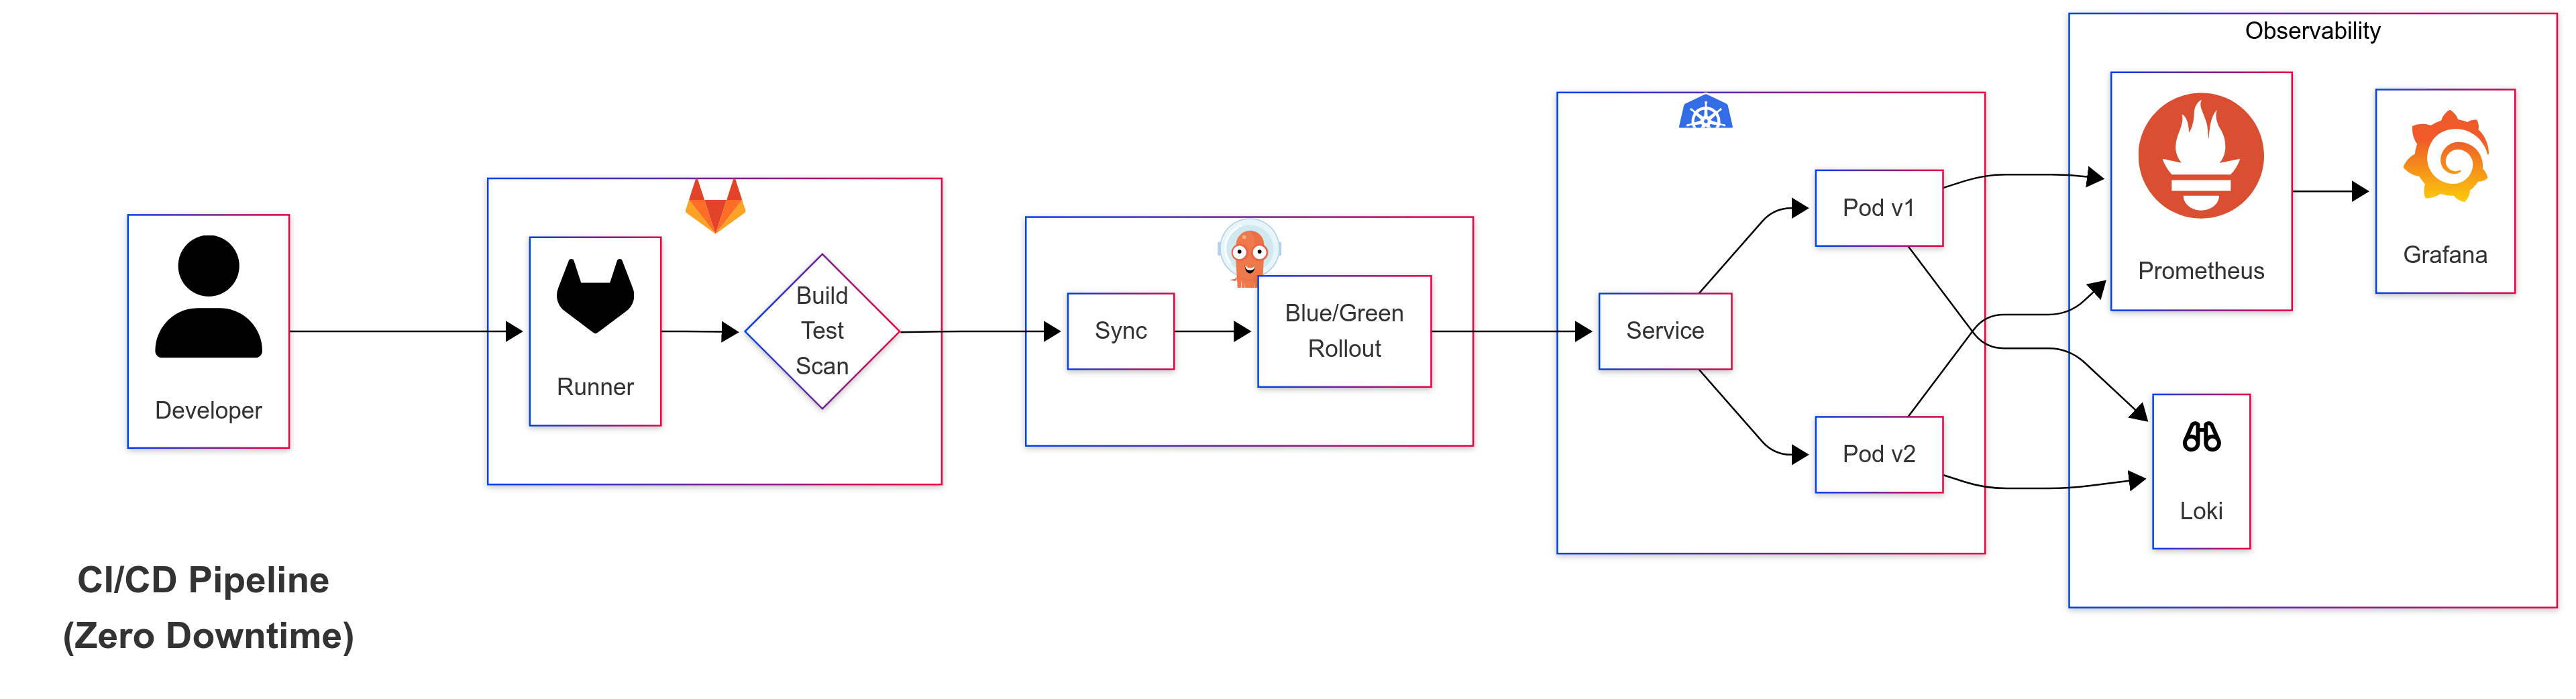 Observability
Developer
Runner
Build
Test
Scan
Sync
Blue/Green
Rollout
Service
Pod v1
Pod v2
Prometheus
Grafana
Loki
CI/CD Pipeline
(Zero Downtime)